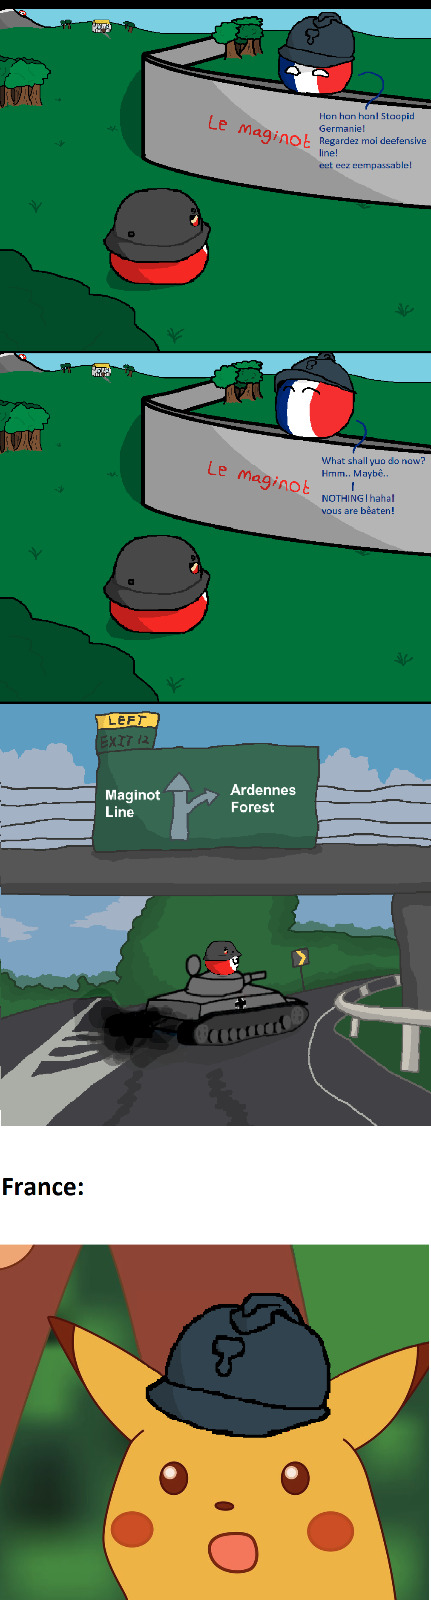 Hon hon hon! Stoopid
Germanie!
Regardez moi deefensive
line!
eet eez eempassable!
Le maginot
What shall yuo do now?
Hmm.. Maybê..
!
NOTHING! haha!
vous are bêaten!
Le maginot
LEFT
EXIT 12
Maginot
Line
Ardennes
Forest
France: